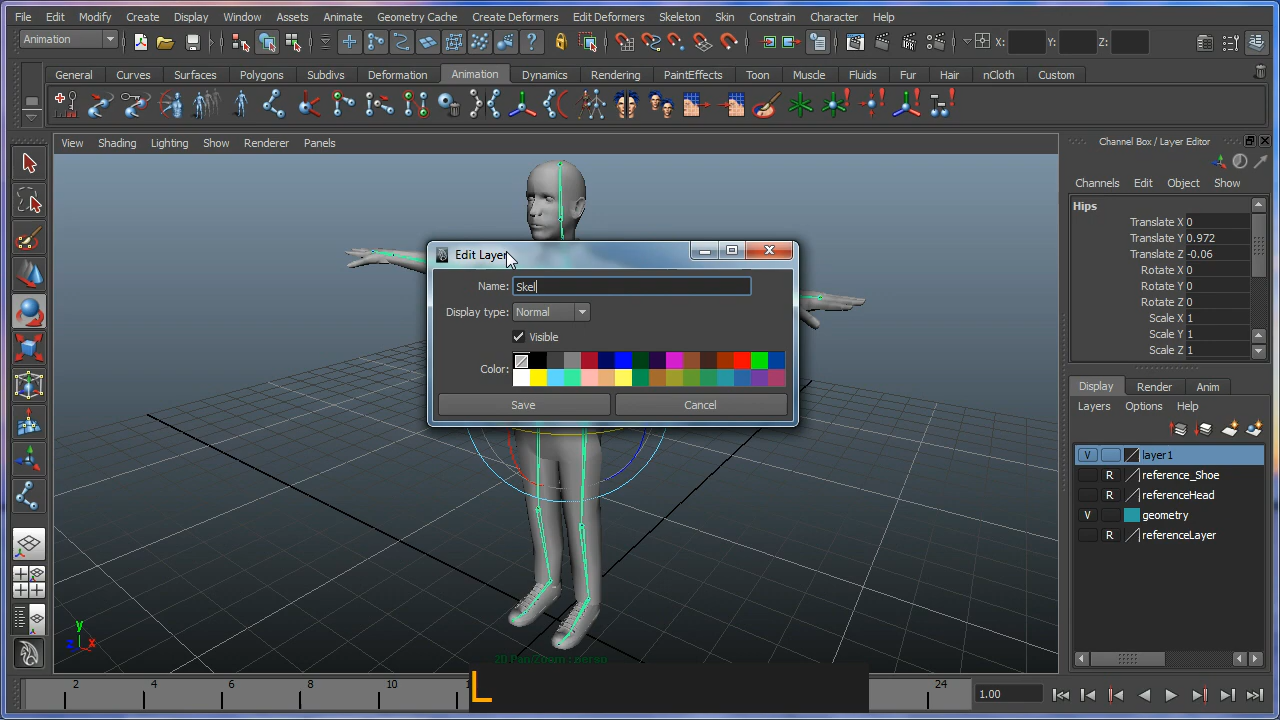 File Edit Modify Create Display Window Assets Animate Geometry Cache Create Deformers Edit Deformers Skeleton Skin Constrain Character Help
Animation X: Y: Z:
General Curves Surfaces Polygons Subdivs Deformation Animation Dynamics Rendering PaintEffects Toon Muscle Fluids Fur Hair nCloth Custom
View Shading Lighting Show Renderer Panels
Channel Box / Layer Editor
Channels Edit Object Show
Hips
Translate X 0
Translate Y 0.972
Translate Z -0.06
Rotate X 0
Rotate Y 0
Rotate Z 0
Scale X 1
Scale Y 1
Scale Z 1
Edit Layer
Name: Skel
Display type: Normal
Visible
Color:
Save Cancel
Display Render Anim
Layers Options Help
V layer1
R reference_Shoe
R referenceHead
V geometry
R referenceLayer
y
z x
2D Pan/Zoom : persp
2 4 6 8 10 24 1.00
L